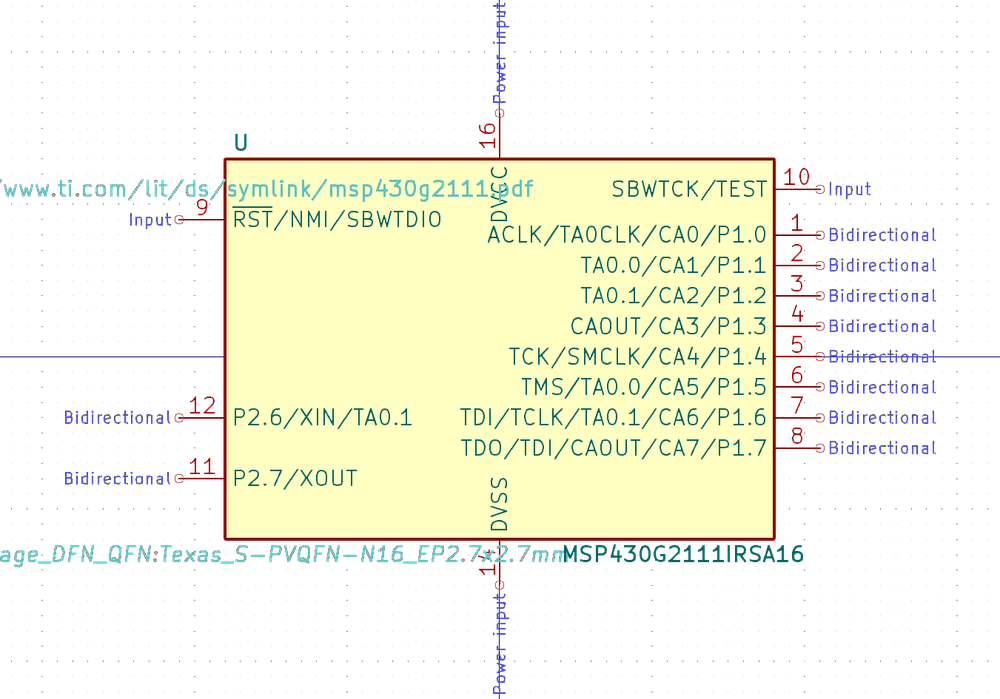 Power input
16
U
DVCC
/www.ti.com/lit/ds/symlink/msp430g2111.pdf
SBWTCK/TEST 10 Input
Input 9 RST/NMI/SBWTDIO
ACLK/TA0CLK/CA0/P1.0 1 Bidirectional
TA0.0/CA1/P1.1 2 Bidirectional
TA0.1/CA2/P1.2 3 Bidirectional
CAOUT/CA3/P1.3 4 Bidirectional
TCK/SMCLK/CA4/P1.4 5 Bidirectional
TMS/TA0.0/CA5/P1.5 6 Bidirectional
Bidirectional 12 P2.6/XIN/TA0.1
TDI/TCLK/TA0.1/CA6/P1.6 7 Bidirectional
TDO/TDI/CAOUT/CA7/P1.7 8 Bidirectional
Bidirectional 11 P2.7/XOUT
DVSS
age_DFN_QFN:Texas_S-PVQFN-N16_EP2.7x2.7mm
MSP430G2111IRSA16
14
Power input